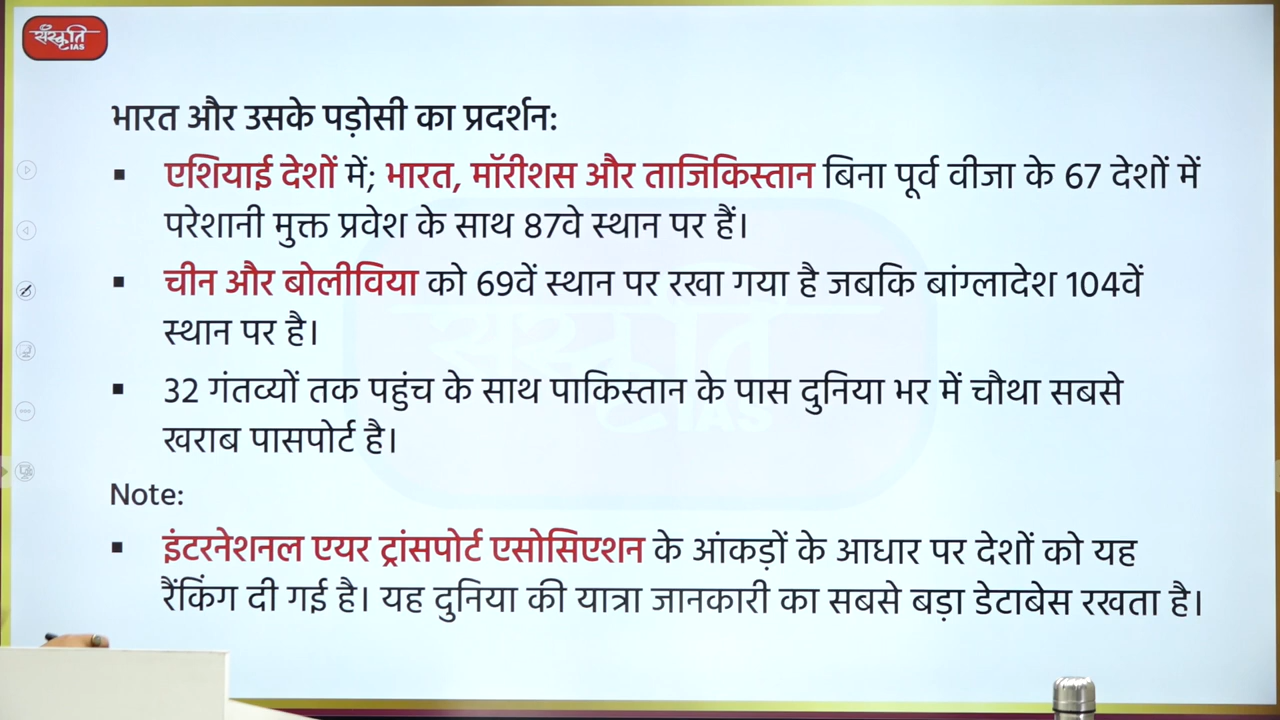 संस्कृति
IAS
भारत और उसके पड़ोसी का प्रदर्शन:
▪ एशियाई देशों में; भारत, मॉरीशस और ताजिकिस्तान बिना पूर्व वीजा के 67 देशों में
परेशानी मुक्त प्रवेश के साथ 87वे स्थान पर हैं।
▪ चीन और बोलीविया को 69वें स्थान पर रखा गया है जबकि बांग्लादेश 104वें
स्थान पर है।
▪ 32 गंतव्यों तक पहुंच के साथ पाकिस्तान के पास दुनिया भर में चौथा सबसे
खराब पासपोर्ट है।
Note:
▪ इंटरनेशनल एयर ट्रांसपोर्ट एसोसिएशन के आंकड़ों के आधार पर देशों को यह
रैंकिंग दी गई है। यह दुनिया की यात्रा जानकारी का सबसे बड़ा डेटाबेस रखता है।